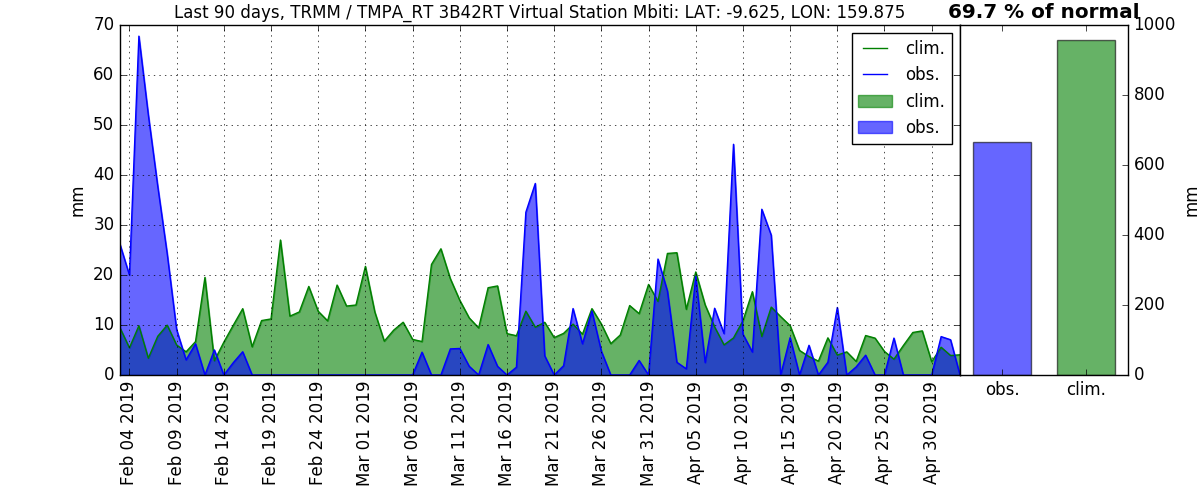 Last 90 days, TRMM / TMPA_RT 3B42RT Virtual Station Mbiti: LAT: -9.625, LON: 159.875
69.7 % of normal
70
60
50
40
30
20
10
0
mm
clim.
obs.
clim.
obs.
1000
800
600
400
200
0
mm
obs.
clim.
Feb 04 2019
Feb 09 2019
Feb 14 2019
Feb 19 2019
Feb 24 2019
Mar 01 2019
Mar 06 2019
Mar 11 2019
Mar 16 2019
Mar 21 2019
Mar 26 2019
Mar 31 2019
Apr 05 2019
Apr 10 2019
Apr 15 2019
Apr 20 2019
Apr 25 2019
Apr 30 2019